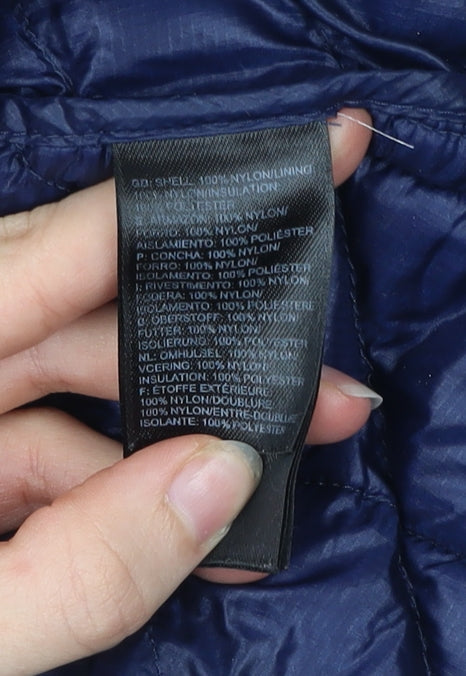 GB: SHELL. 100% NYLON/LINING
100% NYLON/INSULATION
POLYESTER
E: ARMAZON: 100% NYLON/
FORRO: 100% NYLON/
AISLAMIENTO: 100% POLIÉSTER
P: CONCHA: 100% NYLON/
FORRO: 100% NYLON/
ISOLAMENTO: 100% POLIÉSTER
I: RIVESTIMENTO: 100% NYLON/
FODERA: 100% NYLON/
ISOLAMENTO: 100% POLIESTERE
D: OBERSTOFF: 100% NYLON/
FUTTER: 100% NYLON/
ISOLIERUNG: 100% POLYESTER
NL: OMHULSEL: 100% NYLON/
VOERING: 100% NYLON/
INSULATION: 100% POLYESTER
F: ÉTOFFE EXTÉRIEURE
100% NYLON/DOUBLURE
100% NYLON/ENTRE-DOUBLURE
ISOLANTE: 100% POLYESTER